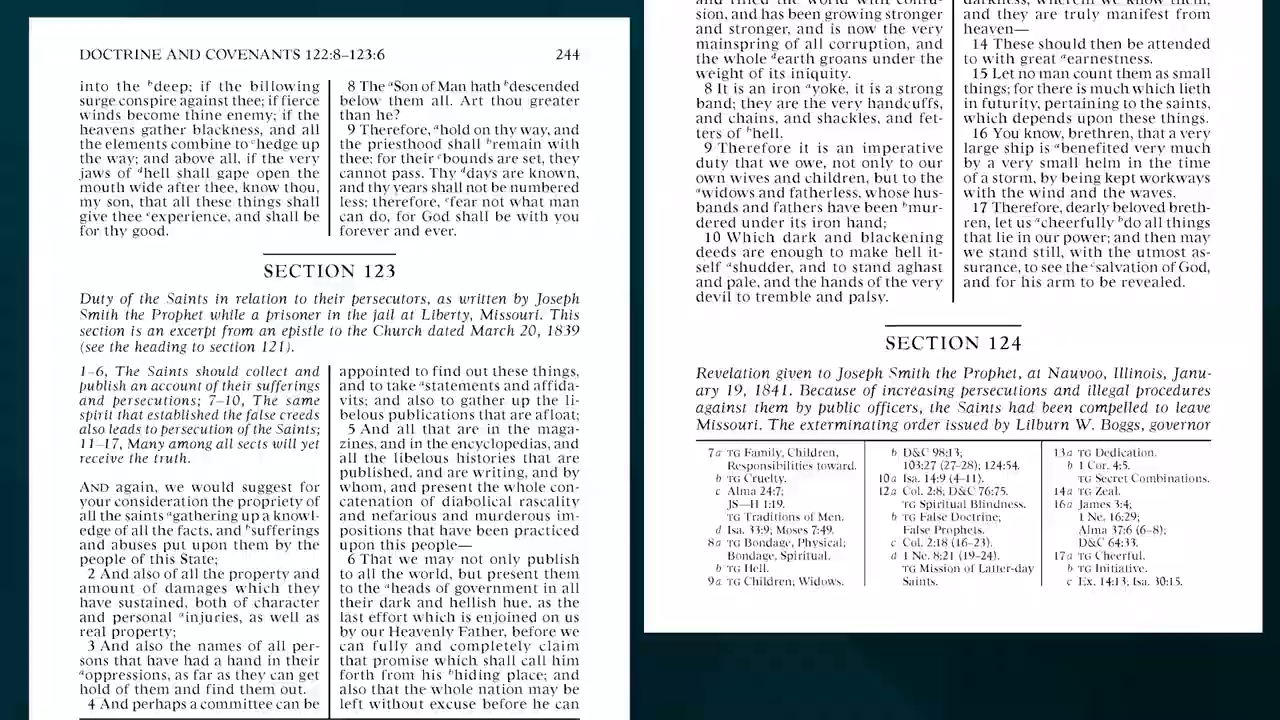 DOCTRINE AND COVENANTS 122:8–123:6 244
into the ᵇdeep; if the billowing
surge conspire against thee; if fierce
winds become thine enemy; if the
heavens gather blackness, and all
the elements combine to ᶜhedge up
the way; and above all, if the very
jaws of ᵈhell shall gape open the
mouth wide after thee, know thou,
my son, that all these things shall
give thee ᵉexperience, and shall be
for thy good.
8 The ᵃSon of Man hath ᵇdescended
below them all. Art thou greater
than he?
9 Therefore, ᵃhold on thy way, and
the priesthood shall ᵇremain with
thee; for their ᶜbounds are set, they
cannot pass. Thy ᵈdays are known,
and thy years shall not be numbered
less; therefore, ᵉfear not what man
can do, for God shall be with you
forever and ever.
SECTION 123
Duty of the Saints in relation to their persecutors, as written by Joseph
Smith the Prophet while a prisoner in the jail at Liberty, Missouri. This
section is an excerpt from an epistle to the Church dated March 20, 1839
(see the heading to section 121).
1–6, The Saints should collect and
publish an account of their sufferings
and persecutions; 7–10, The same
spirit that established the false creeds
also leads to persecution of the Saints;
11–17, Many among all sects will yet
receive the truth.
AND again, we would suggest for
your consideration the propriety of
all the saints ᵃgathering up a knowl-
edge of all the facts, and ᵇsufferings
and abuses put upon them by the
people of this State;
2 And also of all the property and
amount of damages which they
have sustained, both of character
and personal ᵃinjuries, as well as
real property;
3 And also the names of all per-
sons that have had a hand in their
ᵃoppressions, as far as they can get
hold of them and find them out.
4 And perhaps a committee can be
appointed to find out these things,
and to take ᵃstatements and affida-
vits; and also to gather up the li-
belous publications that are afloat;
5 And all that are in the maga-
zines, and in the encyclopedias, and
all the libelous histories that are
published, and are writing, and by
whom, and present the whole con-
catenation of diabolical rascality
and nefarious and murderous im-
positions that have been practiced
upon this people—
6 That we may not only publish
to all the world, but present them
to the ᵃheads of government in all
their dark and hellish hue, as the
last effort which is enjoined on us
by our Heavenly Father, before we
can fully and completely claim
that promise which shall call him
forth from his ᵇhiding place; and
also that the whole nation may be
left without excuse before he can
and filled the world with confu-
sion, and has been growing stronger
and stronger, and is now the very
mainspring of all corruption, and
the whole ᵈearth groans under the
weight of its iniquity.
8 It is an iron ᵃyoke, it is a strong
band; they are the very handcuffs,
and chains, and shackles, and fet-
ters of ᵇhell.
9 Therefore it is an imperative
duty that we owe, not only to our
own wives and children, but to the
ᵃwidows and fatherless, whose hus-
bands and fathers have been ᵇmur-
dered under its iron hand;
10 Which dark and blackening
deeds are enough to make hell it-
self ᵃshudder, and to stand aghast
and pale, and the hands of the very
devil to tremble and palsy.
darkness, wherein we know them;
and they are truly manifest from
heaven—
14 These should then be attended
to with great ᵃearnestness.
15 Let no man count them as small
things; for there is much which lieth
in futurity, pertaining to the saints,
which depends upon these things.
16 You know, brethren, that a very
large ship is ᵃbenefited very much
by a very small helm in the time
of a storm, by being kept workways
with the wind and the waves.
17 Therefore, dearly beloved breth-
ren, let us ᵃcheerfully ᵇdo all things
that lie in our power; and then may
we stand still, with the utmost as-
surance, to see the ᶜsalvation of God,
and for his arm to be revealed.
SECTION 124
Revelation given to Joseph Smith the Prophet, at Nauvoo, Illinois, Janu-
ary 19, 1841. Because of increasing persecutions and illegal procedures
against them by public officers, the Saints had been compelled to leave
Missouri. The exterminating order issued by Lilburn W. Boggs, governor
7a TG Family, Children,
Responsibilities toward.
b TG Cruelty.
c Alma 24:7;
JS—H 1:19.
TG Traditions of Men.
d Isa. 33:9; Moses 7:49.
8a TG Bondage, Physical;
Bondage, Spiritual.
b TG Hell.
9a TG Children; Widows.
b D&C 98:13;
103:27 (27–28); 124:54.
10a Isa. 14:9 (4–11).
12a Col. 2:8; D&C 76:75.
TG Spiritual Blindness.
b TG False Doctrine;
False Prophets.
c Col. 2:18 (16–23).
d 1 Ne. 8:21 (19–24).
TG Mission of Latter-day
Saints.
13a TG Dedication.
b 1 Cor. 4:5.
TG Secret Combinations.
14a TG Zeal.
16a James 3:4;
1 Ne. 16:29;
Alma 37:6 (6–8);
D&C 64:33.
17a TG Cheerful.
b TG Initiative.
c Ex. 14:13; Isa. 30:15.